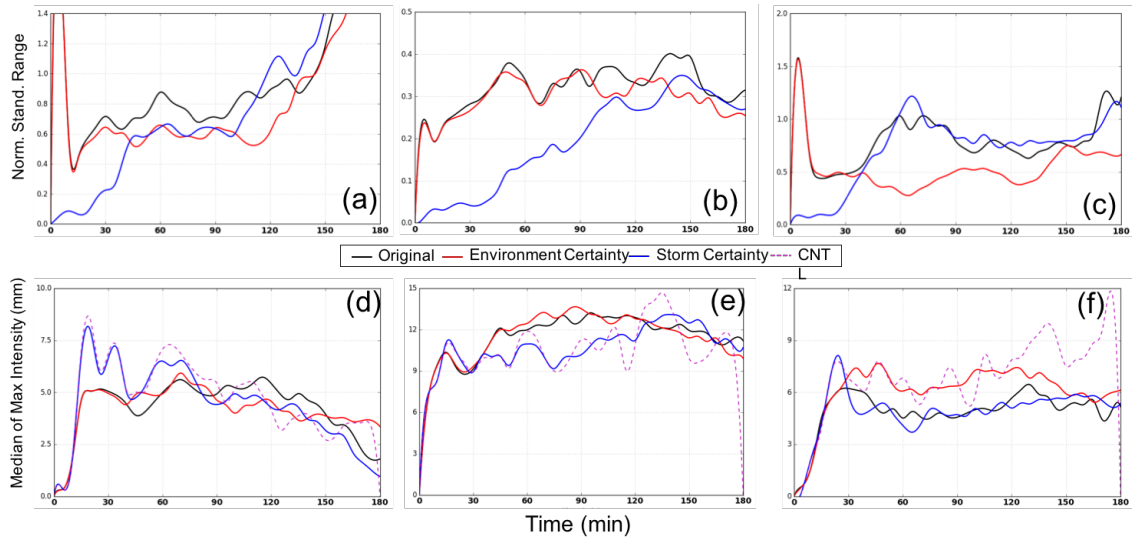 Norm. Stand. Range
1.4
1.2
1.0
0.8
0.6
0.4
0.2
0.0
0 30 60 90 120 150 180
(a)
0.5
0.4
0.3
0.2
0.1
0.0
0 30 60 90 120 150 180
(b)
2.0
1.5
1.0
0.5
0.0
0 30 60 90 120 150 180
(c)
Original Environment Certainty Storm Certainty CNT
L
Median of Max Intensity (mm)
10.0
7.5
5.0
2.5
0.0
0 30 60 90 120 150 180
(d)
15
12
9
6
3
0
0 30 60 90 120 150 180
(e)
12
9
6
3
0
0 30 60 90 120 150 180
(f)
Time (min)